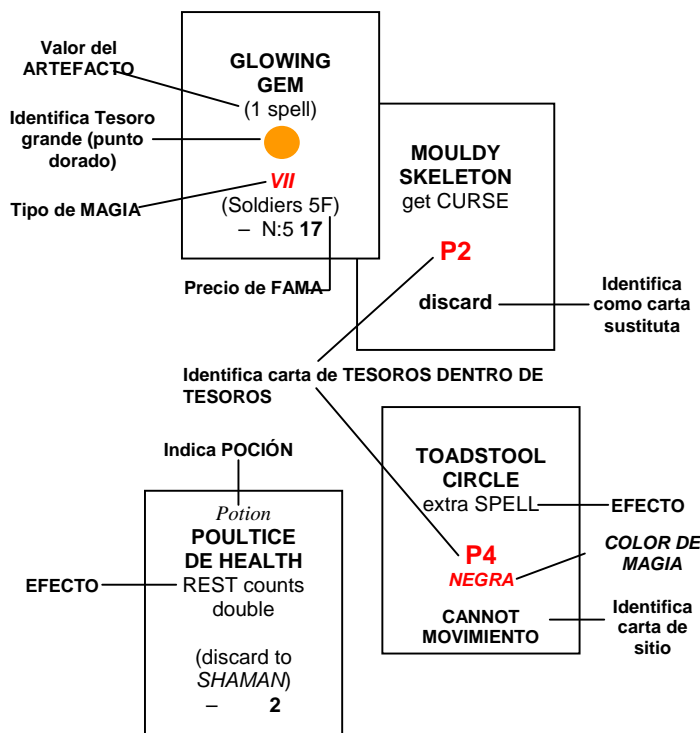 Valor del
ARTEFACTO
GLOWING
GEM
(1 spell)
Identifica Tesoro
grande (punto
dorado)
VII
Tipo de MAGIA
(Soldiers 5F)
– N:5 17
Precio de FAMA
MOULDY
SKELETON
get CURSE
P2
discard
Identifica
como carta
sustituta
Identifica carta de TESOROS DENTRO DE
TESOROS
Indica POCIÓN
Potion
POULTICE
DE HEALTH
REST counts
double
EFECTO
(discard to
SHAMAN)
– 2
TOADSTOOL
CIRCLE
extra SPELL
EFECTO
P4
NEGRA
COLOR DE
MAGIA
CANNOT
MOVIMIENTO
Identifica
carta de
sitio